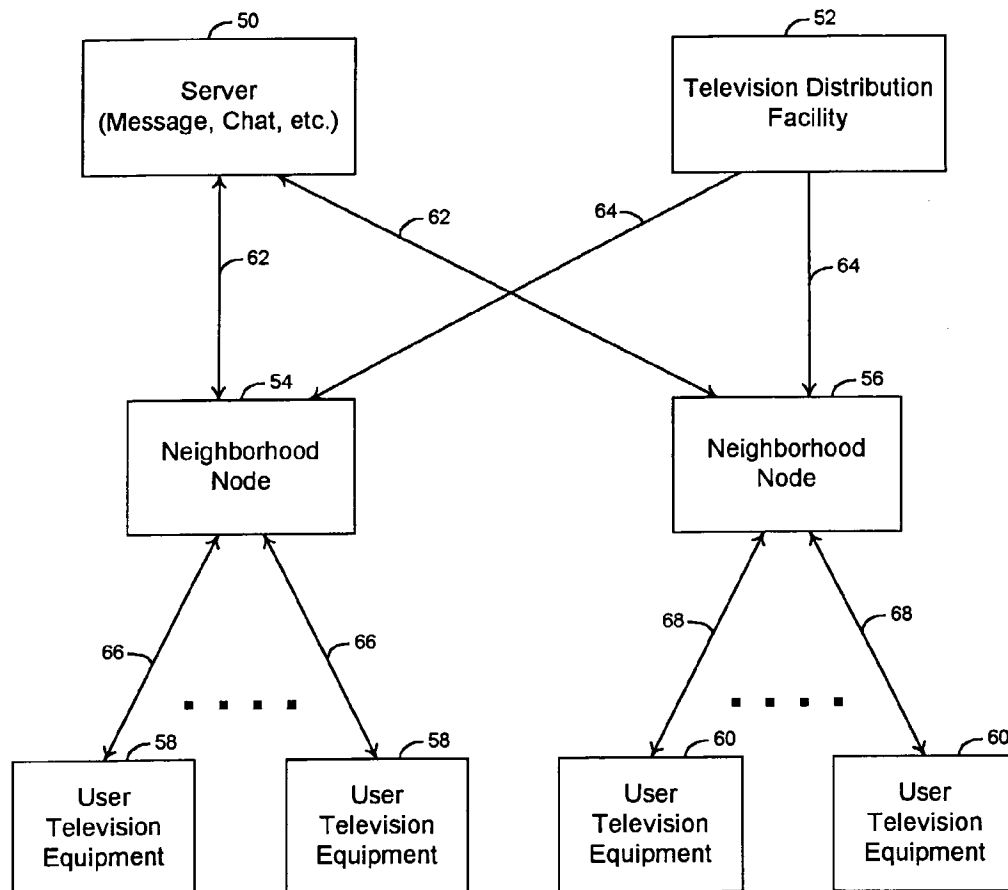 50
Server
(Message, Chat, etc.)
52
Television Distribution
Facility
62
62
64
64
54
Neighborhood
Node
56
Neighborhood
Node
66
66
68
68
58
User
Television
Equipment
58
User
Television
Equipment
60
User
Television
Equipment
60
User
Television
Equipment